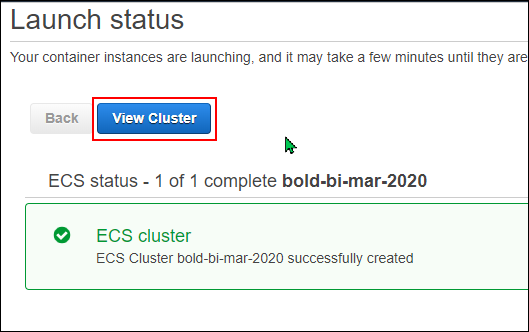 Launch status
Your container instances are launching, and it may take a few minutes until they are
Back
View Cluster
ECS status - 1 of 1 complete bold-bi-mar-2020
ECS cluster
ECS Cluster bold-bi-mar-2020 successfully created